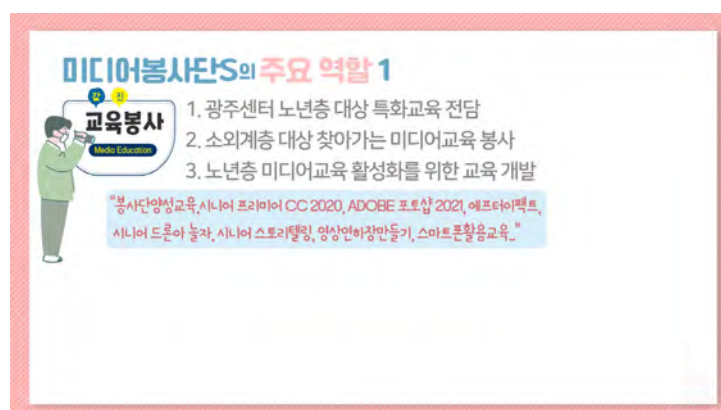 미디어봉사단S의 주요 역할 1
값 진
교육봉사
Media Education
1. 광주센터 노년층 대상 특화교육 전담
2. 소외계층 대상 찾아가는 미디어교육 봉사
3. 노년층 미디어교육 활성화를 위한 교육 개발
"봉사단양성교육,시니어 프리미어 CC 2020, ADOBE 포토샵 2021, 에프터이팩트,
시니어 드론아 놀자, 시니어 스토리텔링, 영상연하장만들기, 스마트폰활용교육.."